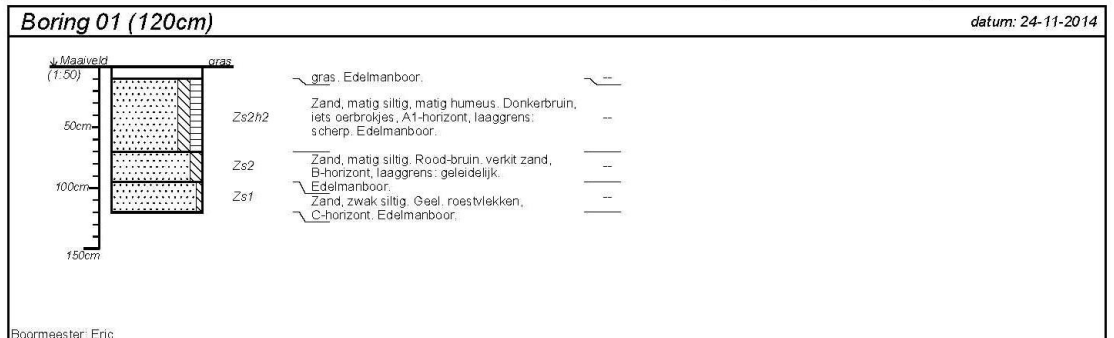 Boring 01 (120cm)
datum: 24-11-2014
↓ Maaiveld
gras
(1:50)
gras. Edelmanboor.
--
Zand, matig siltig, matig humeus. Donkerbruin,
Zs2h2
iets oerbrokjes, A1-horizont, laaggrens:
--
50cm
scherp. Edelmanboor.
Zand, matig siltig. Rood-bruin. verkit zand,
Zs2
--
B-horizont, laaggrens: geleidelijk.
100cm
Edelmanboor.
Zs1
Zand, zwak siltig. Geel. roestvlekken,
--
C-horizont. Edelmanboor.
150cm
Boormeester: Eric